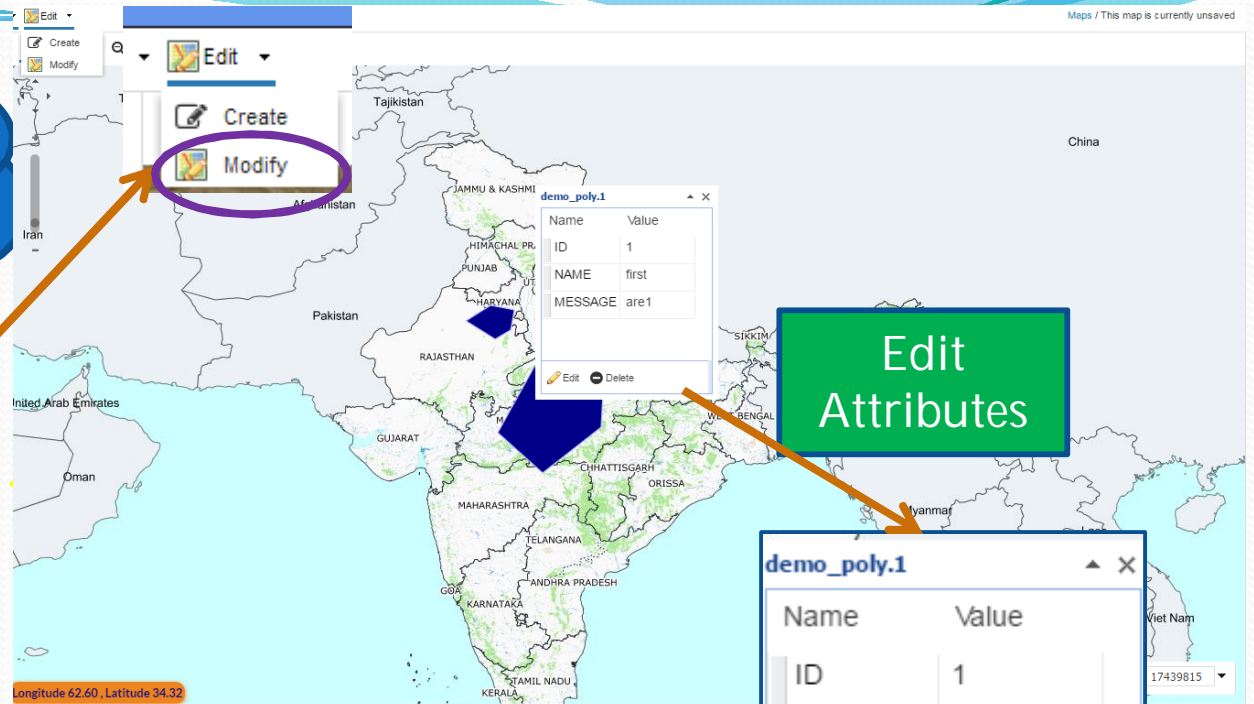 Edit
Maps / This map is currently unsaved
Create
Modify
Edit
Create
Modify
Tajikistan
China
Iran
JAMMU & KASHMI
demo_poly.1
Name Value
ID 1
NAME first
MESSAGE are1
Edit Delete
HIMACHAL PR
PUNJAB
UT
HARYANA
Pakistan
RAJASTHAN
SIKKIM
Edit
Attributes
United Arab Emirates
GUJARAT
WEST BENGAL
CHHATTISGARH
Oman
ORISSA
MAHARASHTRA
Myanmar
TELANGANA
demo_poly.1
Name Value
ID 1
ANDHRA PRADESH
GOA
KARNATAKA
Viet Nam
TAMIL NADU
KERALA
Longitude 62.60 , Latitude 34.32
17439815